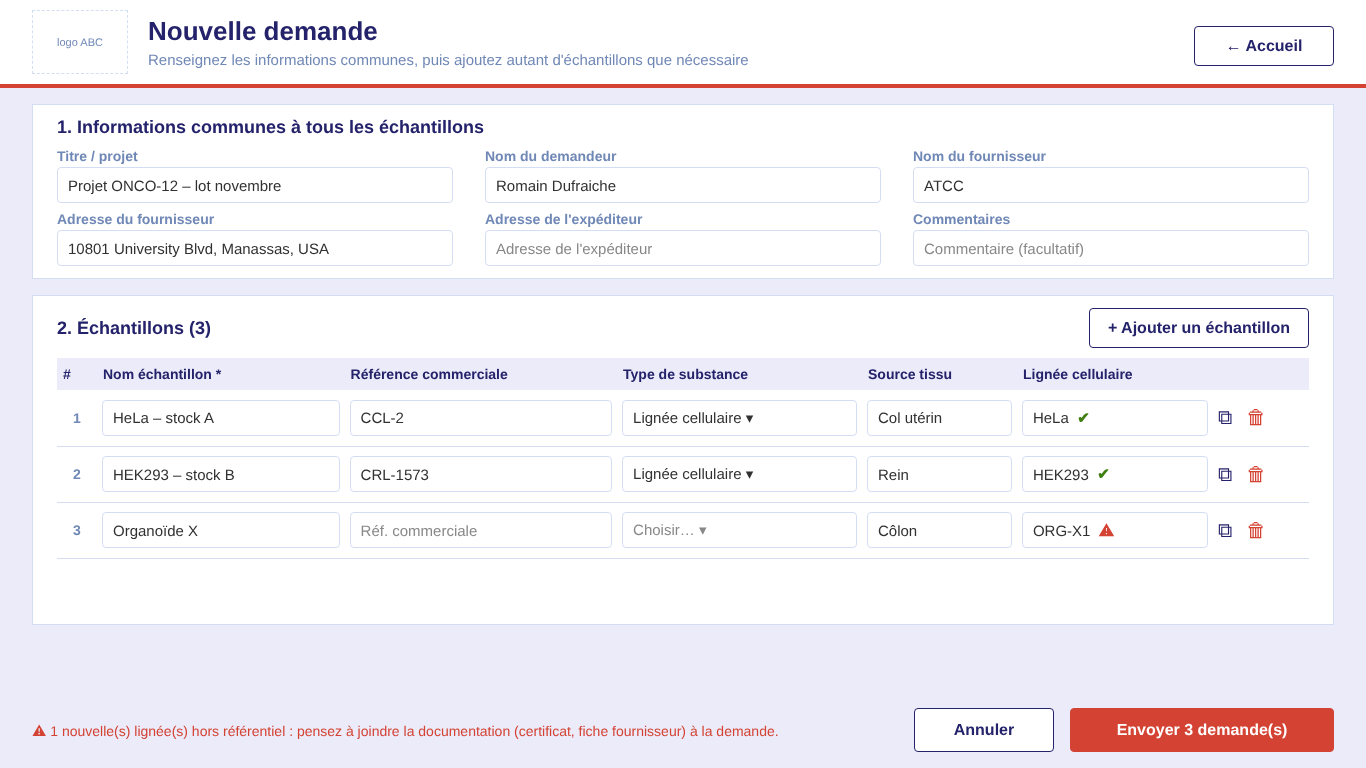 logo ABC
Nouvelle demande
Renseignez les informations communes, puis ajoutez autant d'échantillons que nécessaire
← Accueil
1. Informations communes à tous les échantillons
Titre / projet
Nom du demandeur
Nom du fournisseur
Projet ONCO-12 – lot novembre
Romain Dufraiche
ATCC
Adresse du fournisseur
Adresse de l'expéditeur
Commentaires
10801 University Blvd, Manassas, USA
Adresse de l'expéditeur
Commentaire (facultatif)
2. Échantillons (3)
+ Ajouter un échantillon
# Nom échantillon * Référence commerciale Type de substance Source tissu Lignée cellulaire
1 HeLa – stock A CCL-2 Lignée cellulaire ▾ Col utérin HeLa ✔
2 HEK293 – stock B CRL-1573 Lignée cellulaire ▾ Rein HEK293 ✔
3 Organoïde X Réf. commerciale Choisir… ▾ Côlon ORG-X1 ⚠
⚠ 1 nouvelle(s) lignée(s) hors référentiel : pensez à joindre la documentation (certificat, fiche fournisseur) à la demande.
Annuler
Envoyer 3 demande(s)